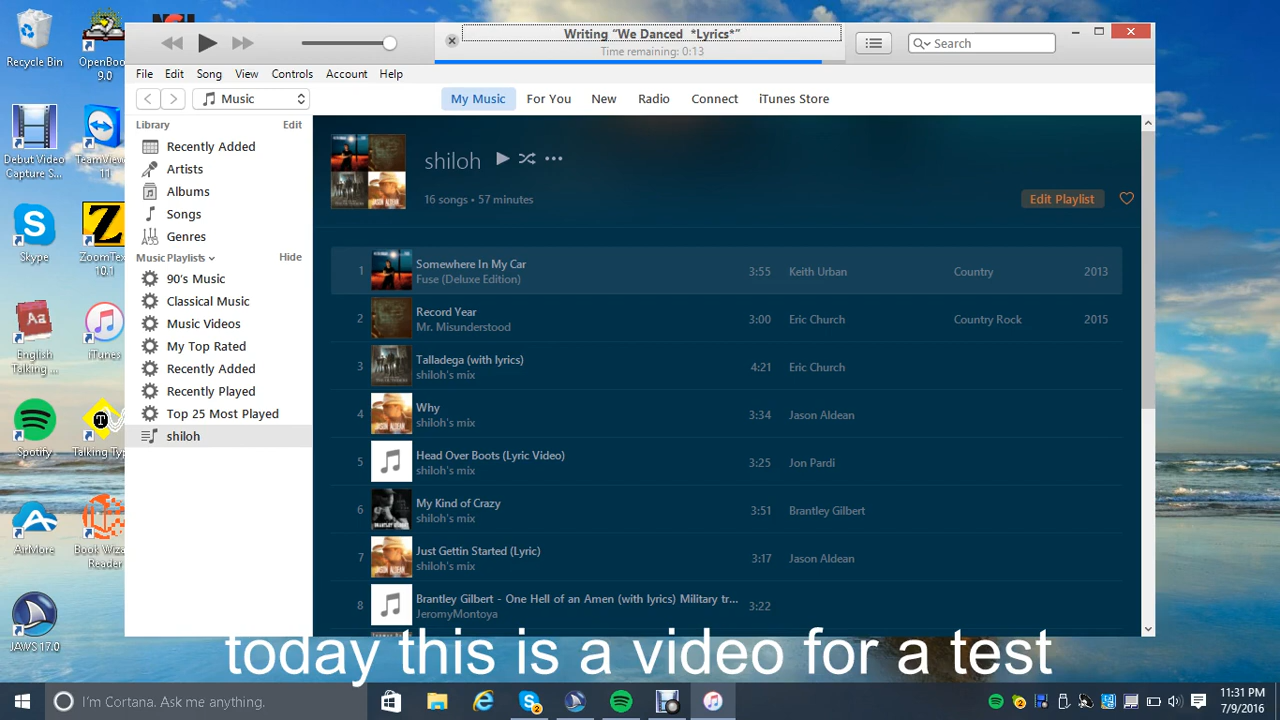 Recycle Bin
OpenBoo
9.0
Debut Video
Capture S...
TeamView
11
Skype
ZoomTex
10.1
English
Talking ...
iTunes
Spotify
Talking Typ
AirMore
Book Wiza
Reader
JAWS 17.0
Writing “We Danced *Lyrics*”
Time remaining: 0:13
Search
File Edit Song View Controls Account Help
Music
My Music For You New Radio Connect iTunes Store
Library Edit
Recently Added
Artists
Albums
Songs
Genres
Music Playlists Hide
90's Music
Classical Music
Music Videos
My Top Rated
Recently Added
Recently Played
Top 25 Most Played
shiloh
shiloh
16 songs • 57 minutes
Edit Playlist
1 Somewhere In My Car 3:55 Keith Urban Country 2013
Fuse (Deluxe Edition)
2 Record Year 3:00 Eric Church Country Rock 2015
Mr. Misunderstood
3 Talladega (with lyrics) 4:21 Eric Church
shiloh's mix
4 Why 3:34 Jason Aldean
shiloh's mix
5 Head Over Boots (Lyric Video) 3:25 Jon Pardi
shiloh's mix
6 My Kind of Crazy 3:51 Brantley Gilbert
shiloh's mix
7 Just Gettin Started (Lyric) 3:17 Jason Aldean
shiloh's mix
8 Brantley Gilbert - One Hell of an Amen (with lyrics) Military tr... 3:22
JeromyMontoya
today this is a video for a test
I'm Cortana. Ask me anything.
11:31 PM
7/9/2016